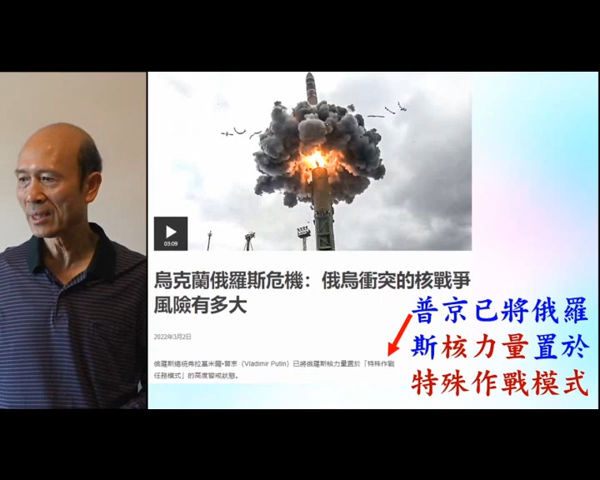 03:09
烏克蘭俄羅斯危機：俄烏衝突的核戰爭
風險有多大
2022年3月2日
俄羅斯總統弗拉基米爾•普京（Vladimir Putin）已將俄羅斯核力量置於「特殊作戰
任務模式」的高度警戒狀態。
普京已將俄羅
斯核力量置於
特殊作戰模式